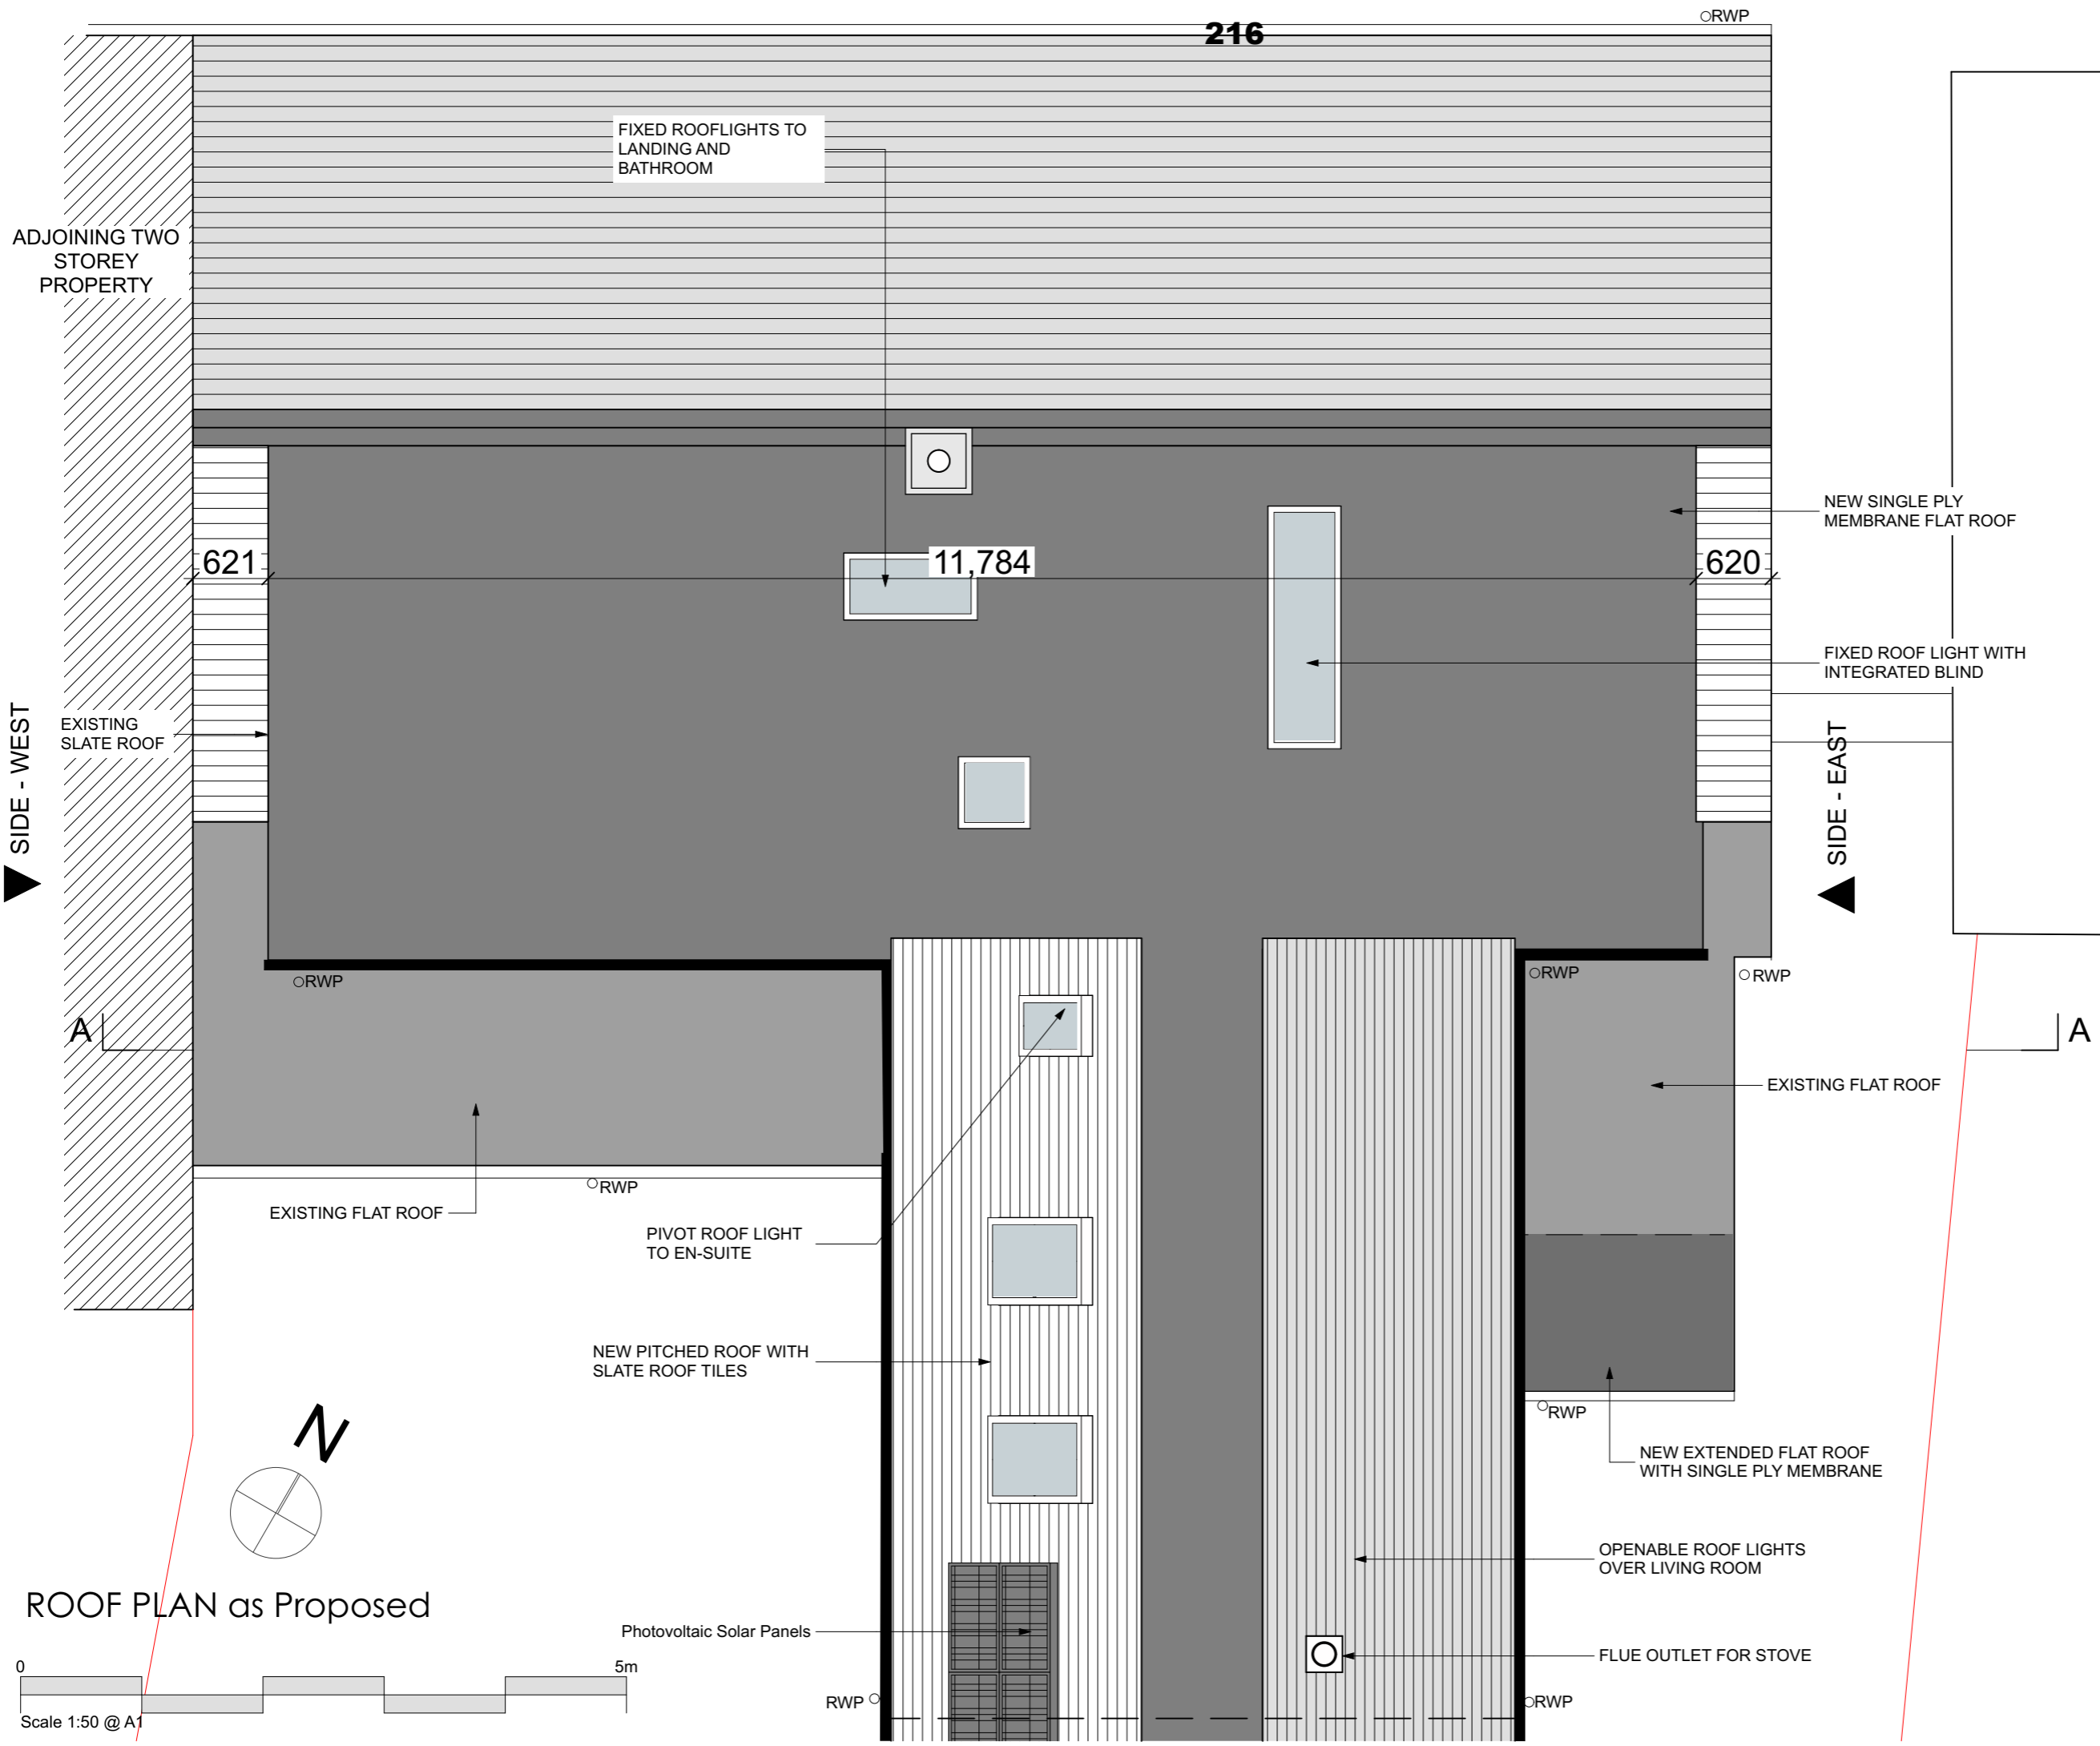 RWP
216
FIXED ROOFLIGHTS TO
LANDING AND
BATHROOM
ADJOINING TWO
STOREY
PROPERTY
NEW SINGLE PLY
MEMBRANE FLAT ROOF
621
11,784
620
FIXED ROOF LIGHT WITH
INTEGRATED BLIND
EXISTING
SLATE ROOF
SIDE - WEST
SIDE - EAST
RWP
RWP
RWP
A
A
EXISTING FLAT ROOF
RWP
EXISTING FLAT ROOF
PIVOT ROOF LIGHT
TO EN-SUITE
NEW PITCHED ROOF WITH
SLATE ROOF TILES
RWP
N
NEW EXTENDED FLAT ROOF
WITH SINGLE PLY MEMBRANE
OPENABLE ROOF LIGHTS
OVER LIVING ROOM
ROOF PLAN as Proposed
Photovoltaic Solar Panels
FLUE OUTLET FOR STOVE
0
5m
RWP
RWP
Scale 1:50 @ A1